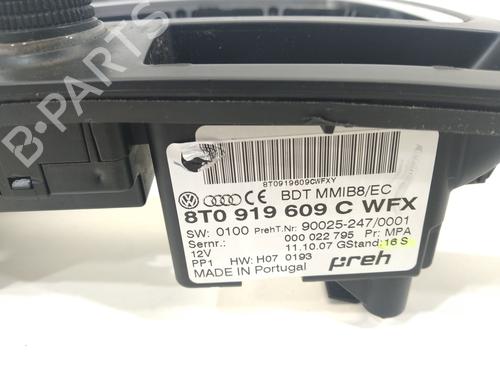 8T0919609CWFXY
BDT MMIB8/EC
8T0 919 609 C WFX
SW: 0100 PrehT.Nr: 90025-247/0001
Sernr.: 000 022 795 Pr: MPA
12V 11.10.07 GStand: 16 S
PP1 HW: H07 0193
MADE IN Portugal
preh
B-PARTS